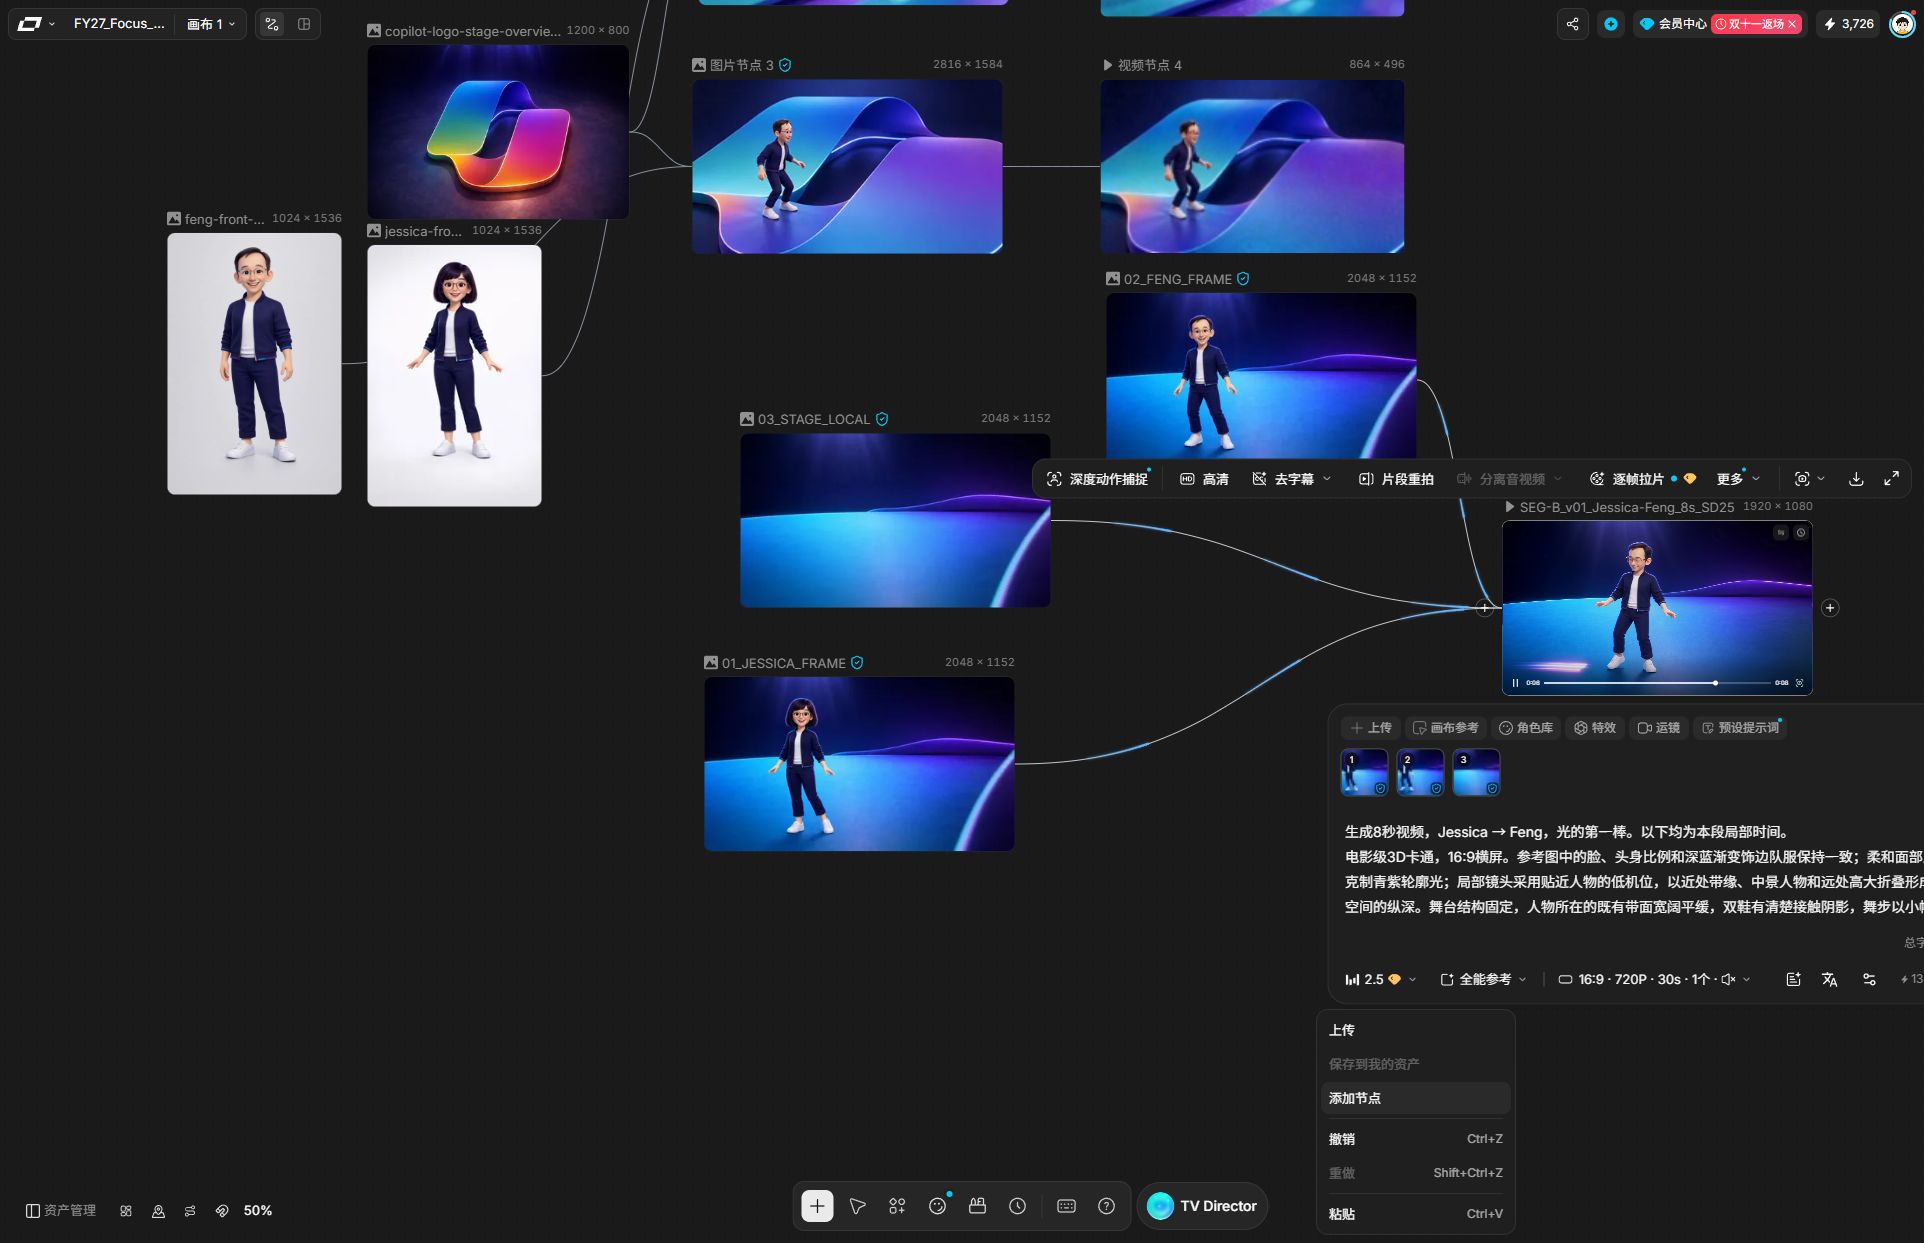 FY27_Focus_...
画布 1
会员中心
双十一返场
3,726
copilot-logo-stage-overvie...
1200 × 800
图片节点 3
2816 × 1584
视频节点 4
864 × 496
feng-front-...
1024 × 1536
jessica-fro...
1024 × 1536
02_FENG_FRAME
2048 × 1152
03_STAGE_LOCAL
2048 × 1152
深度动作捕捉
HD 高清
去字幕
片段重拍
分离音视频
逐帧拉片
更多
SEG-B_v01_Jessica-Feng_8s_SD25
1920 × 1080
0:06
0:08
01_JESSICA_FRAME
2048 × 1152
上传
画布参考
角色库
特效
运镜
预设提示词
1
2
3
生成8秒视频，Jessica → Feng，光的第一棒。以下均为本段局部时间。
电影级3D卡通，16:9横屏。参考图中的脸、头身比例和深蓝渐变饰边队服保持一致；柔和面部
克制青紫轮廓光；局部镜头采用贴近人物的低机位，以近处带缘、中景人物和远处高大折叠形成
空间的纵深。舞台结构固定，人物所在的既有带面宽阔平缓，双鞋有清楚接触阴影，舞步以小幅
总字
2.5
全能参考
16:9 · 720P · 30s · 1个 ·
13
上传
保存到我的资产
添加节点
撤销 Ctrl+Z
重做 Shift+Ctrl+Z
粘贴 Ctrl+V
资产管理
50%
TV Director